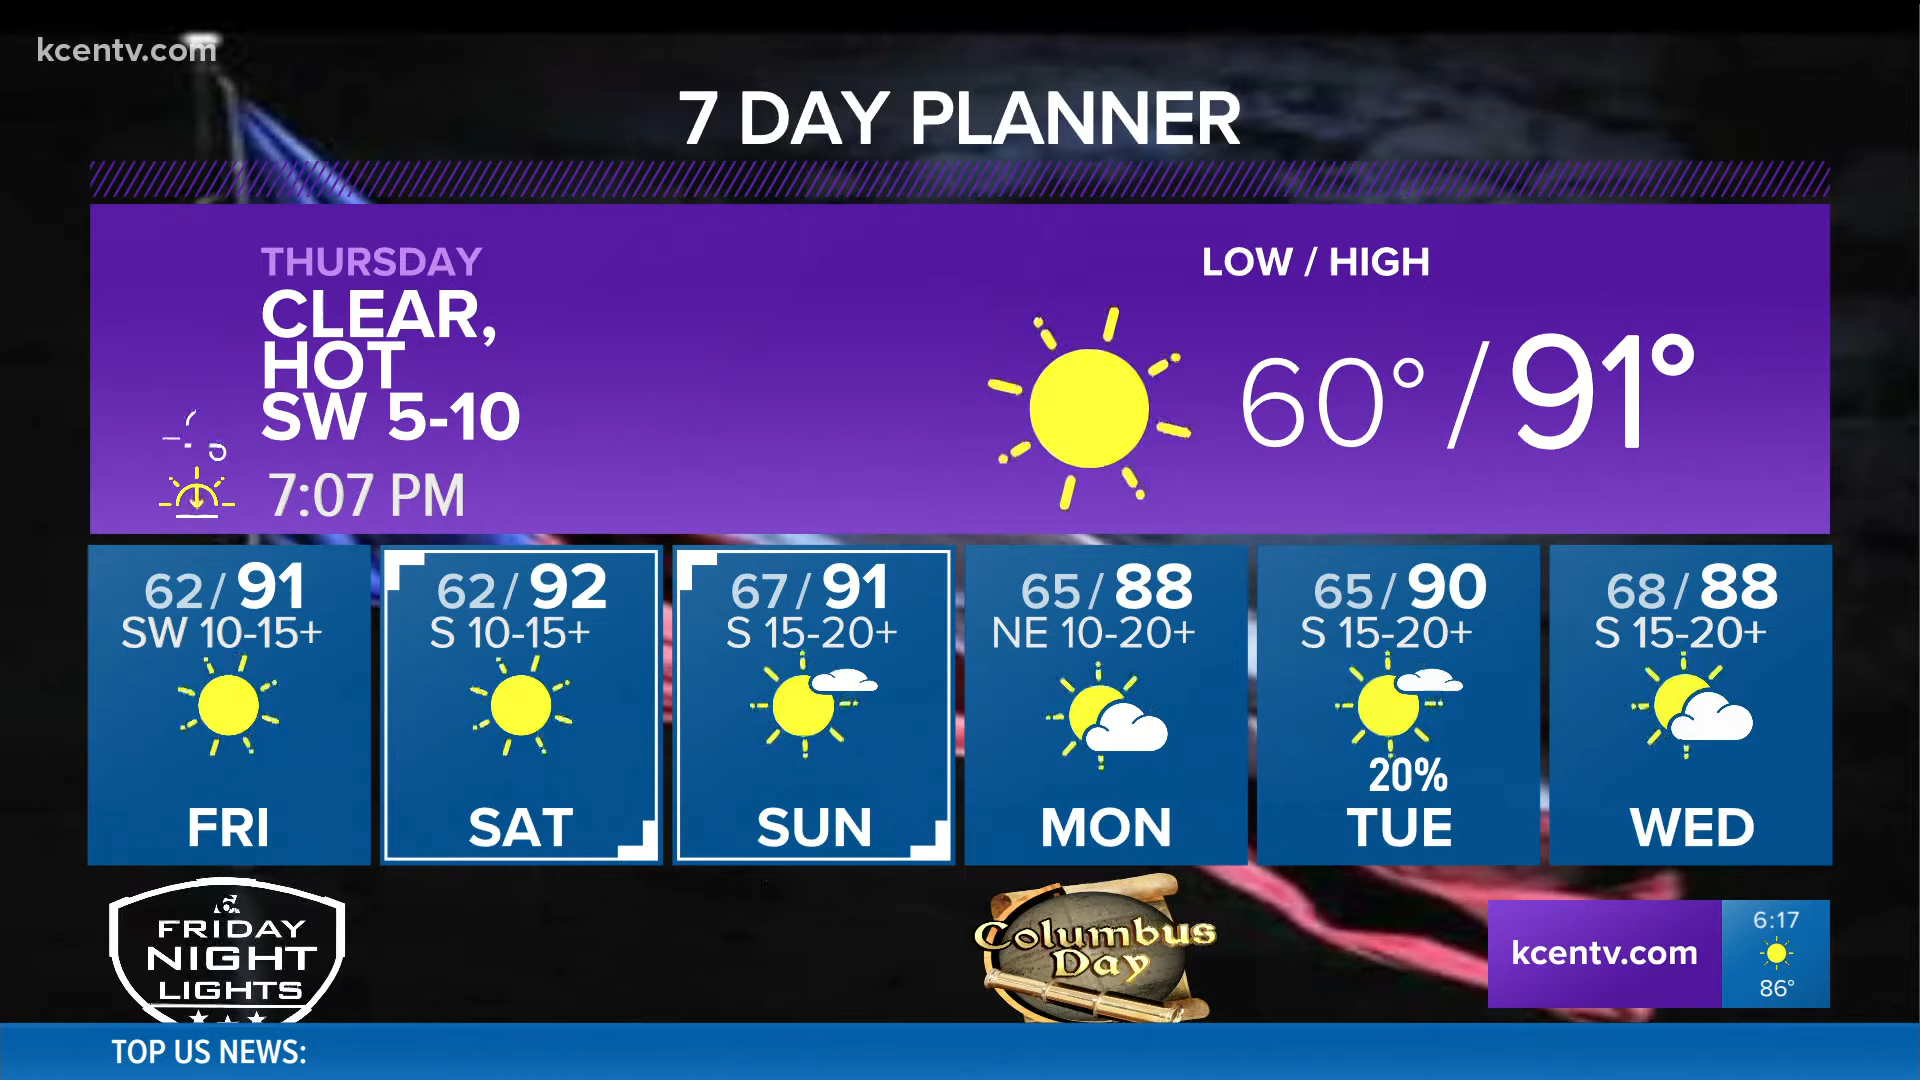 kcentv.com
7 DAY PLANNER
THURSDAY
CLEAR,
HOT
SW 5-10
7:07 PM
LOW / HIGH
60° / 91°
62/ 91
SW 10-15+
FRI
62/ 92
S 10-15+
SAT
67/ 91
S 15-20+
SUN
65/ 88
NE 10-20+
MON
65/ 90
S 15-20+
20%
TUE
68/ 88
S 15-20+
WED
FRIDAY
NIGHT
LIGHTS
Columbus
Day
kcentv.com
6:17
86°
TOP US NEWS: